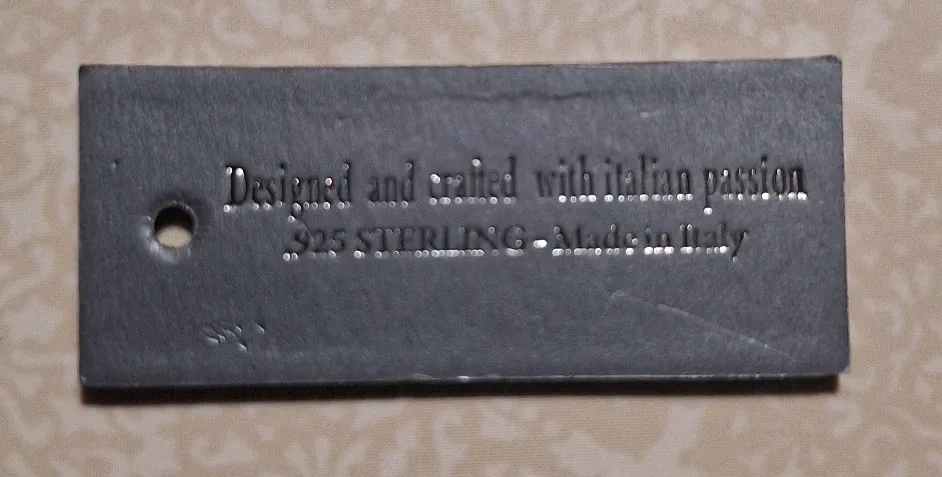 Designed and crafted with italian passion
.925 STERLING - Made in Italy